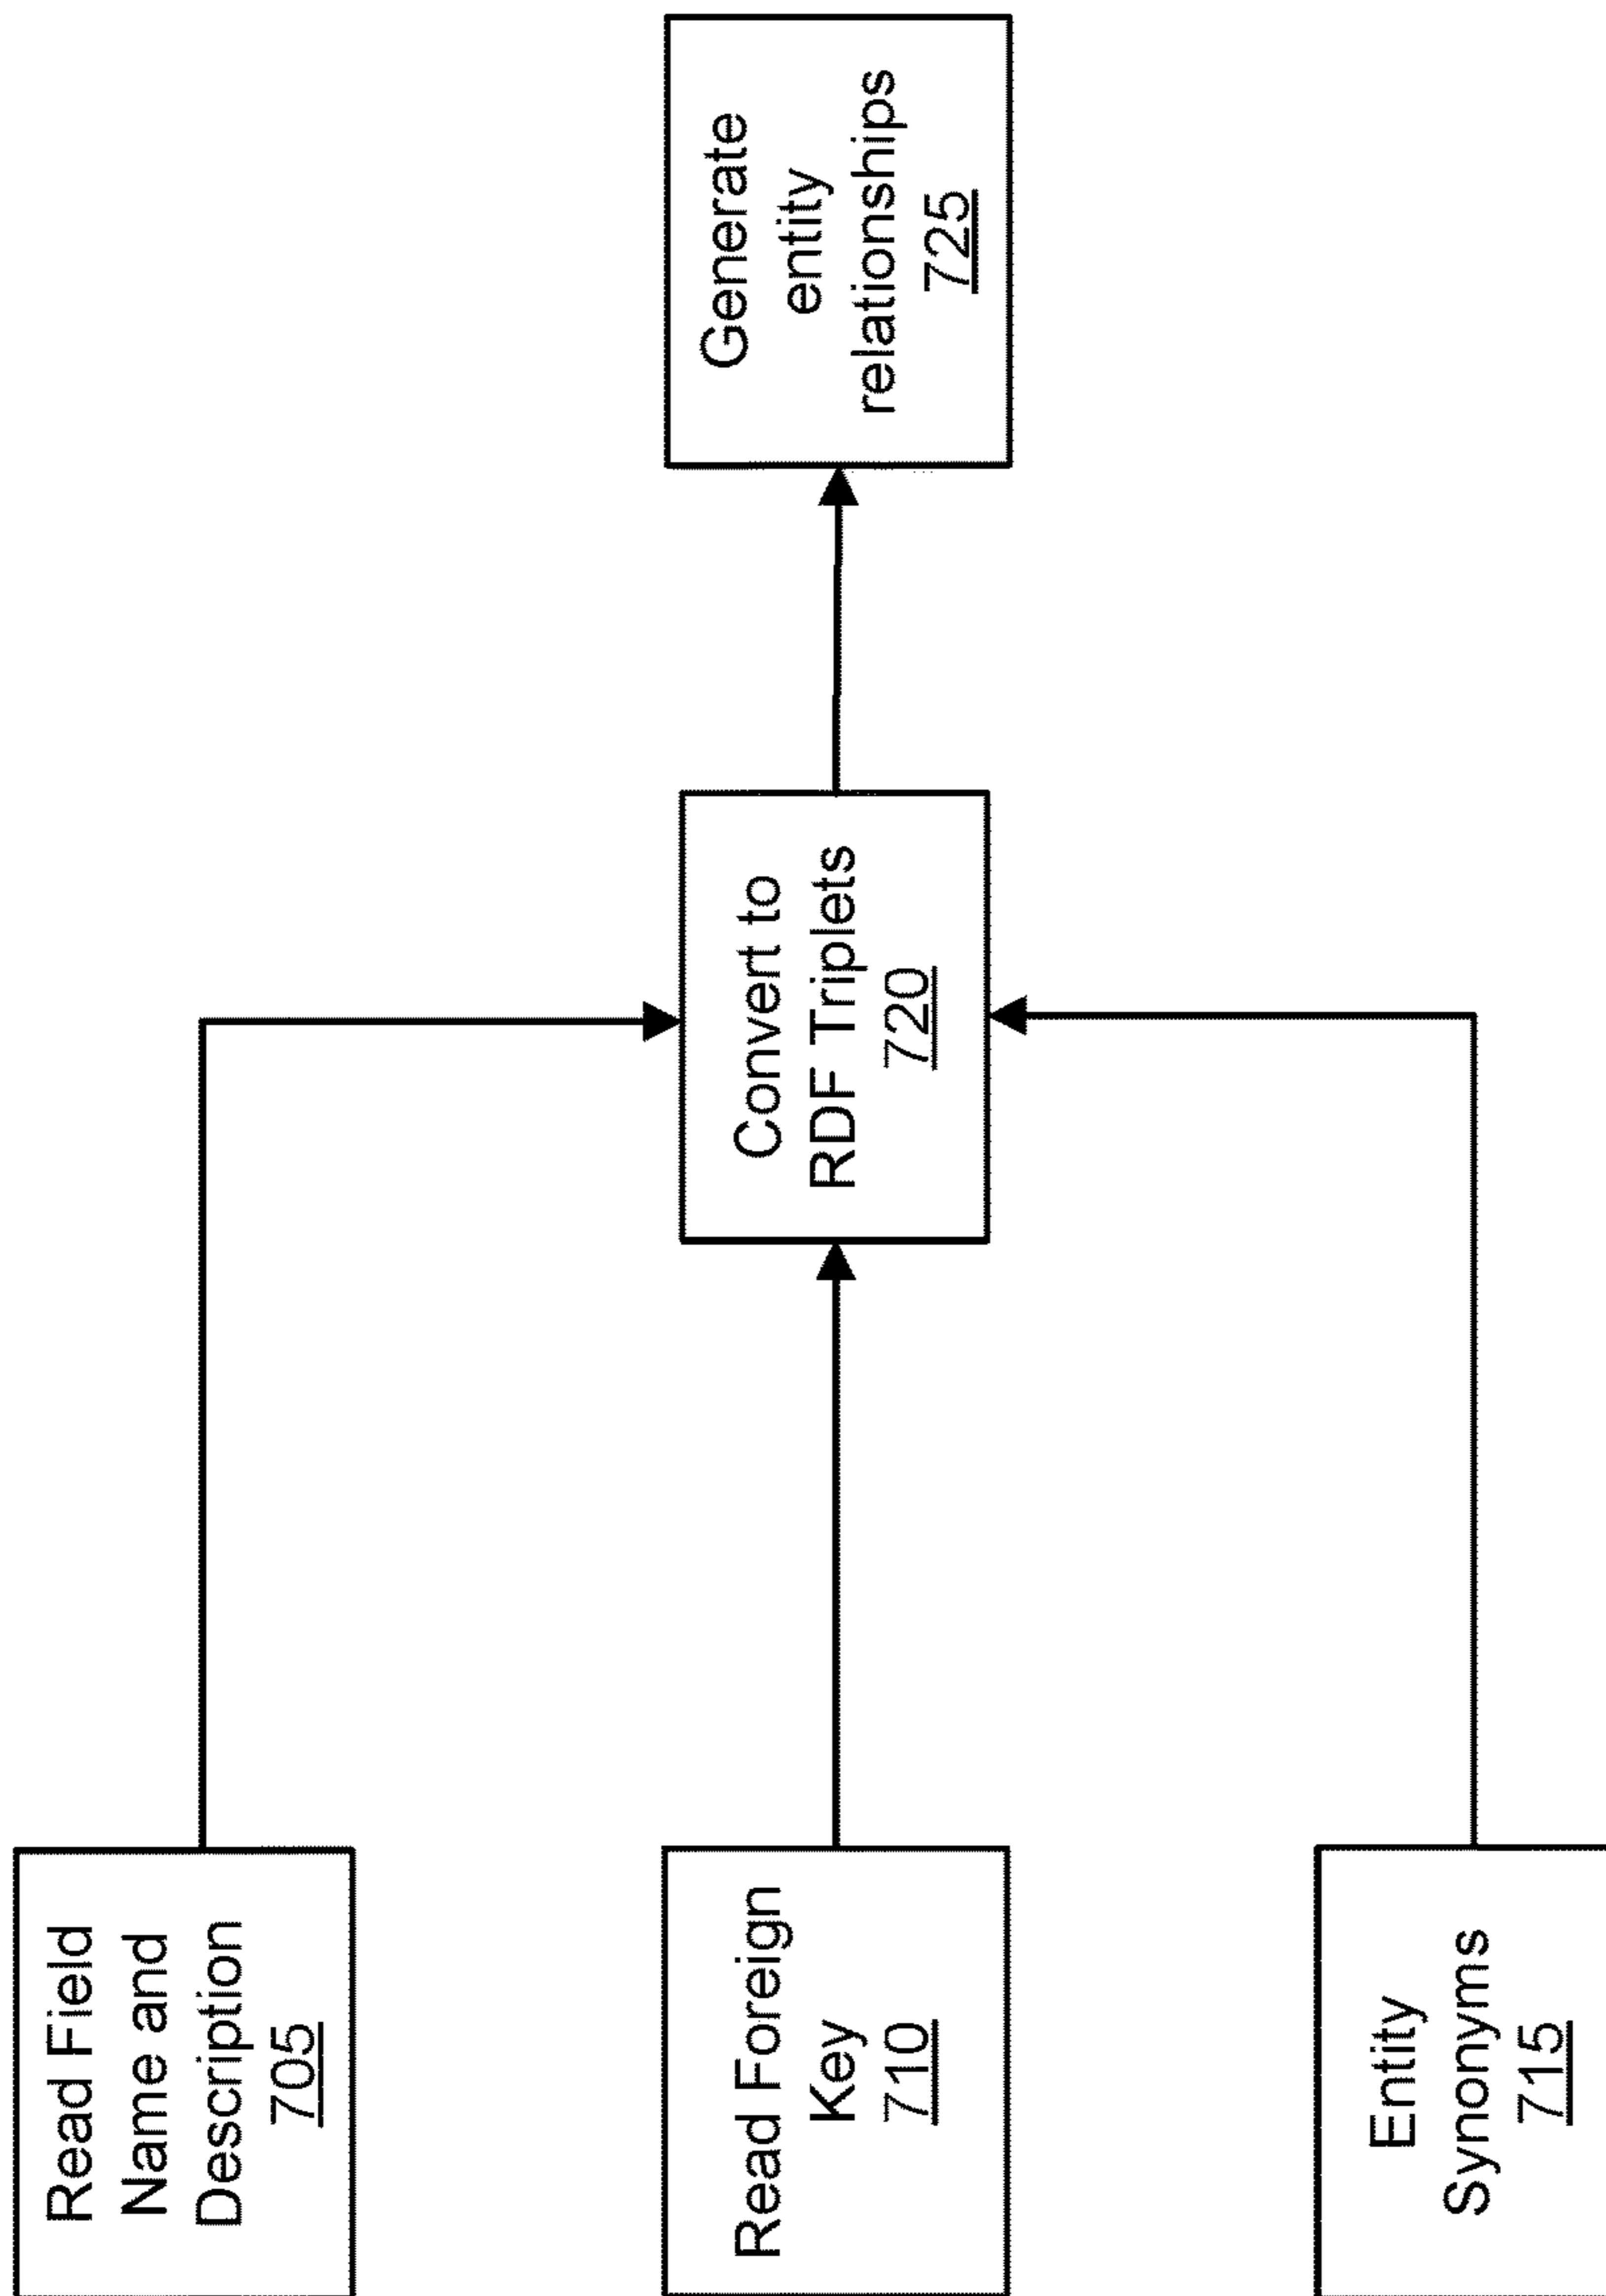 Read Field
Name and
Description
705
Read Foreign
Key
710
Entity
Synonyms
715
Convert to
RDF Triplets
720
Generate
entity
relationships
725